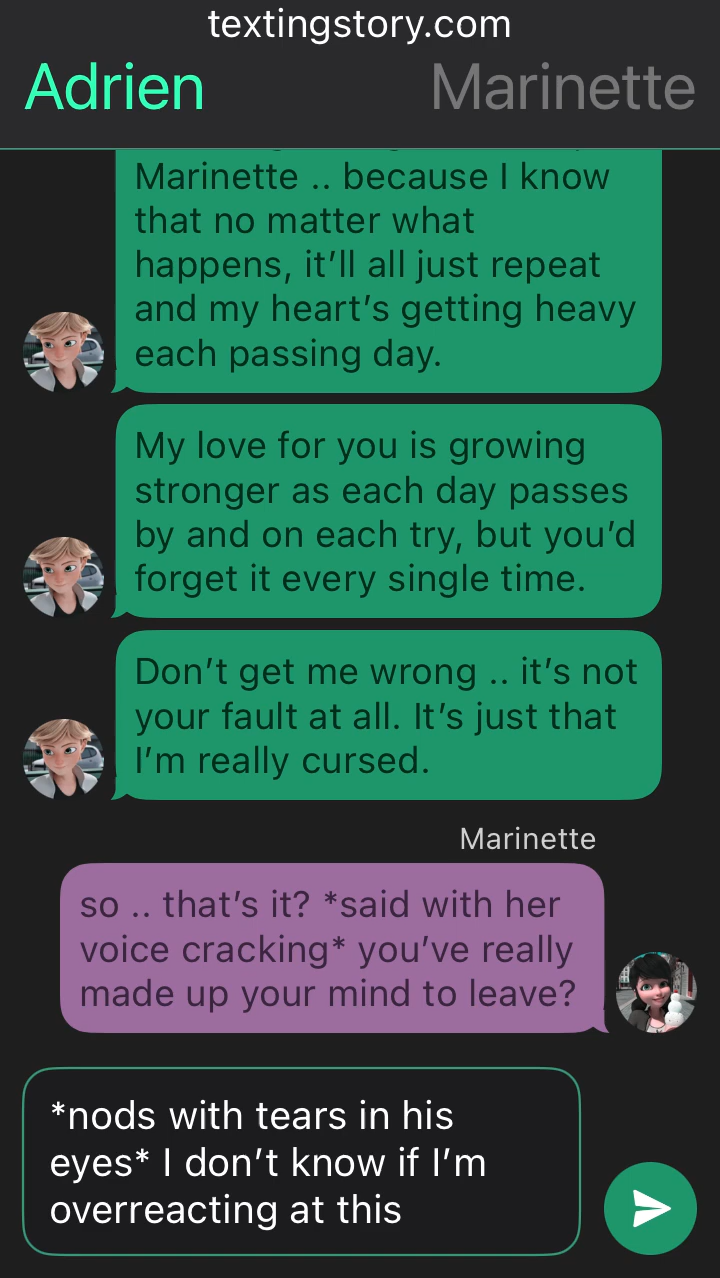 textingstory.com
Adrien Marinette
Marinette .. because I know
that no matter what
happens, it’ll all just repeat
and my heart’s getting heavy
each passing day.
My love for you is growing
stronger as each day passes
by and on each try, but you’d
forget it every single time.
Don’t get me wrong .. it’s not
your fault at all. It’s just that
I’m really cursed.
Marinette
so .. that’s it? *said with her
voice cracking* you’ve really
made up your mind to leave?
*nods with tears in his
eyes* I don’t know if I’m
overreacting at this